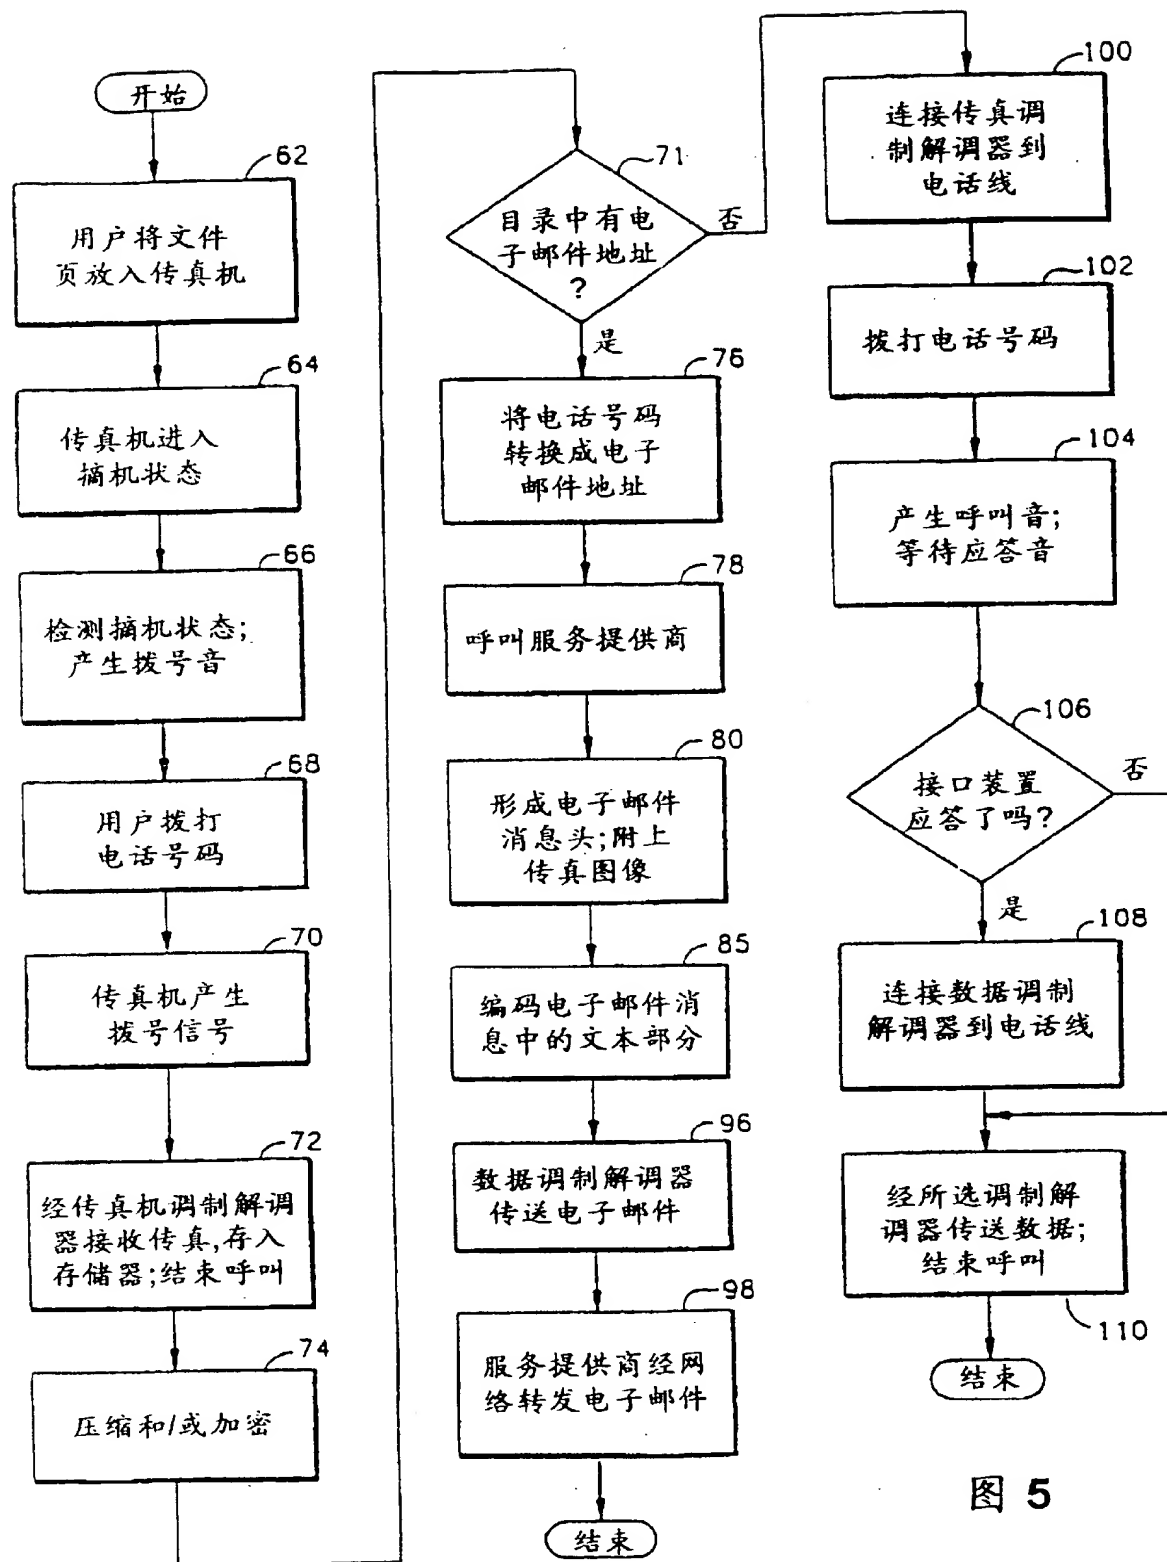 开始
62
用户将文件
页放入传真机
64
传真机进入
摘机状态
66
检测摘机状态;
产生拨号音
68
用户拨打
电话号码
70
传真机产生
拨号信号
72
经传真机调制解调
器接收传真,存入
存储器;结束呼叫
74
压缩和/或加密
71
目录中有电
子邮件地址
?
否
是
76
将电话号码
转换成电子
邮件地址
78
呼叫服务提供商
80
形成电子邮件
消息头;附上
传真图像
85
编码电子邮件消
息中的文本部分
96
数据调制解调器
传送电子邮件
98
服务提供商经网
络转发电子邮件
结束
100
连接传真调
制解调器到
电话线
102
拨打电话号码
104
产生呼叫音;
等待应答音
106
接口装置
应答了吗?
否
是
108
连接数据调制
解调器到电话线
经所选调制解
调器传送数据;
结束呼叫
110
结束
图 5